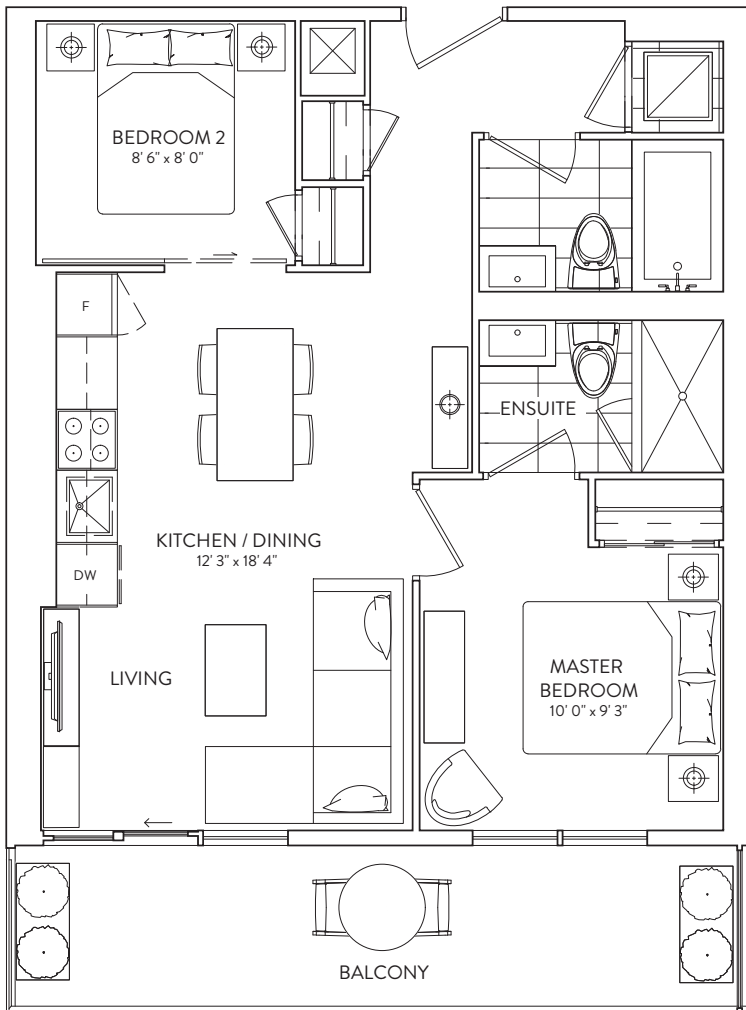 BEDROOM 2
8' 6" x 8' 0"
F
ENSUITE
KITCHEN / DINING
12' 3" x 18' 4"
DW
LIVING
MASTER
BEDROOM
10' 0" x 9' 3"
BALCONY